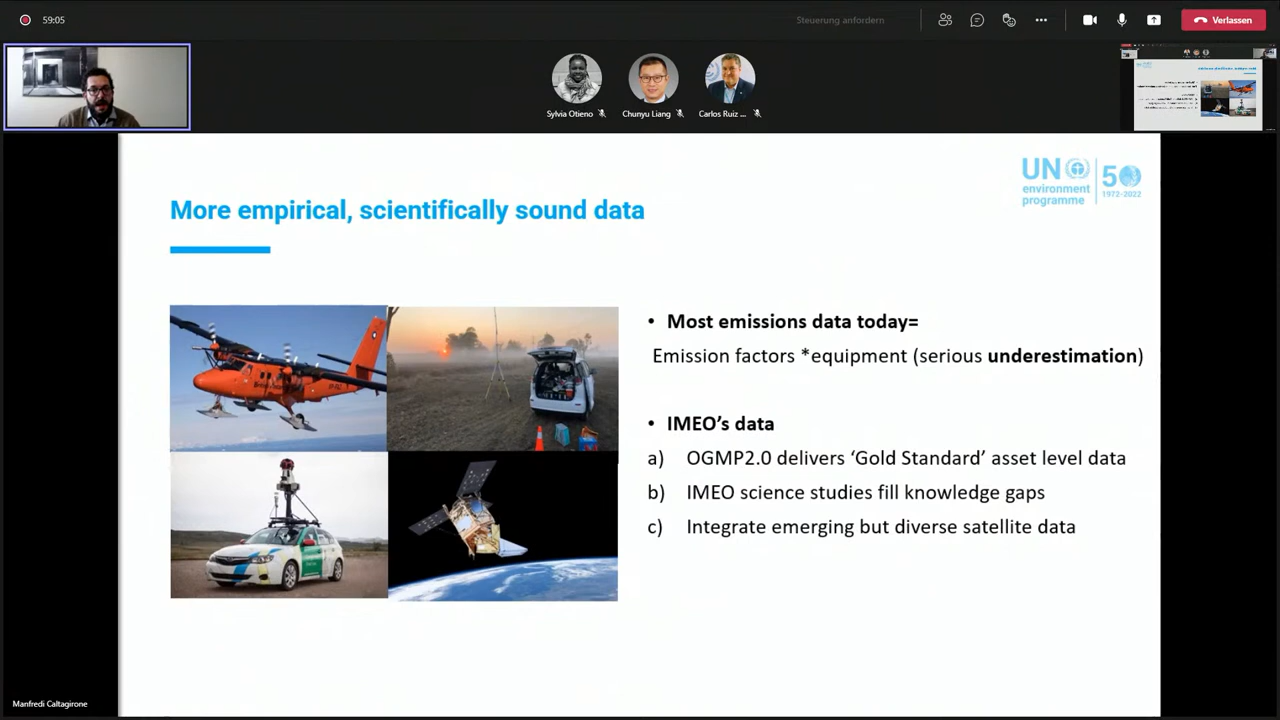 59:05
Steuerung anfordern
Verlassen
Sylvia Otieno
Chunyu Liang
Carlos Ruiz ...
UN
environment
programme
50
1972-2022
More empirical, scientifically sound data
• Most emissions data today=
Emission factors *equipment (serious underestimation)
• IMEO’s data
a) OGMP2.0 delivers ‘Gold Standard’ asset level data
b) IMEO science studies fill knowledge gaps
c) Integrate emerging but diverse satellite data
Manfredi Caltagirone